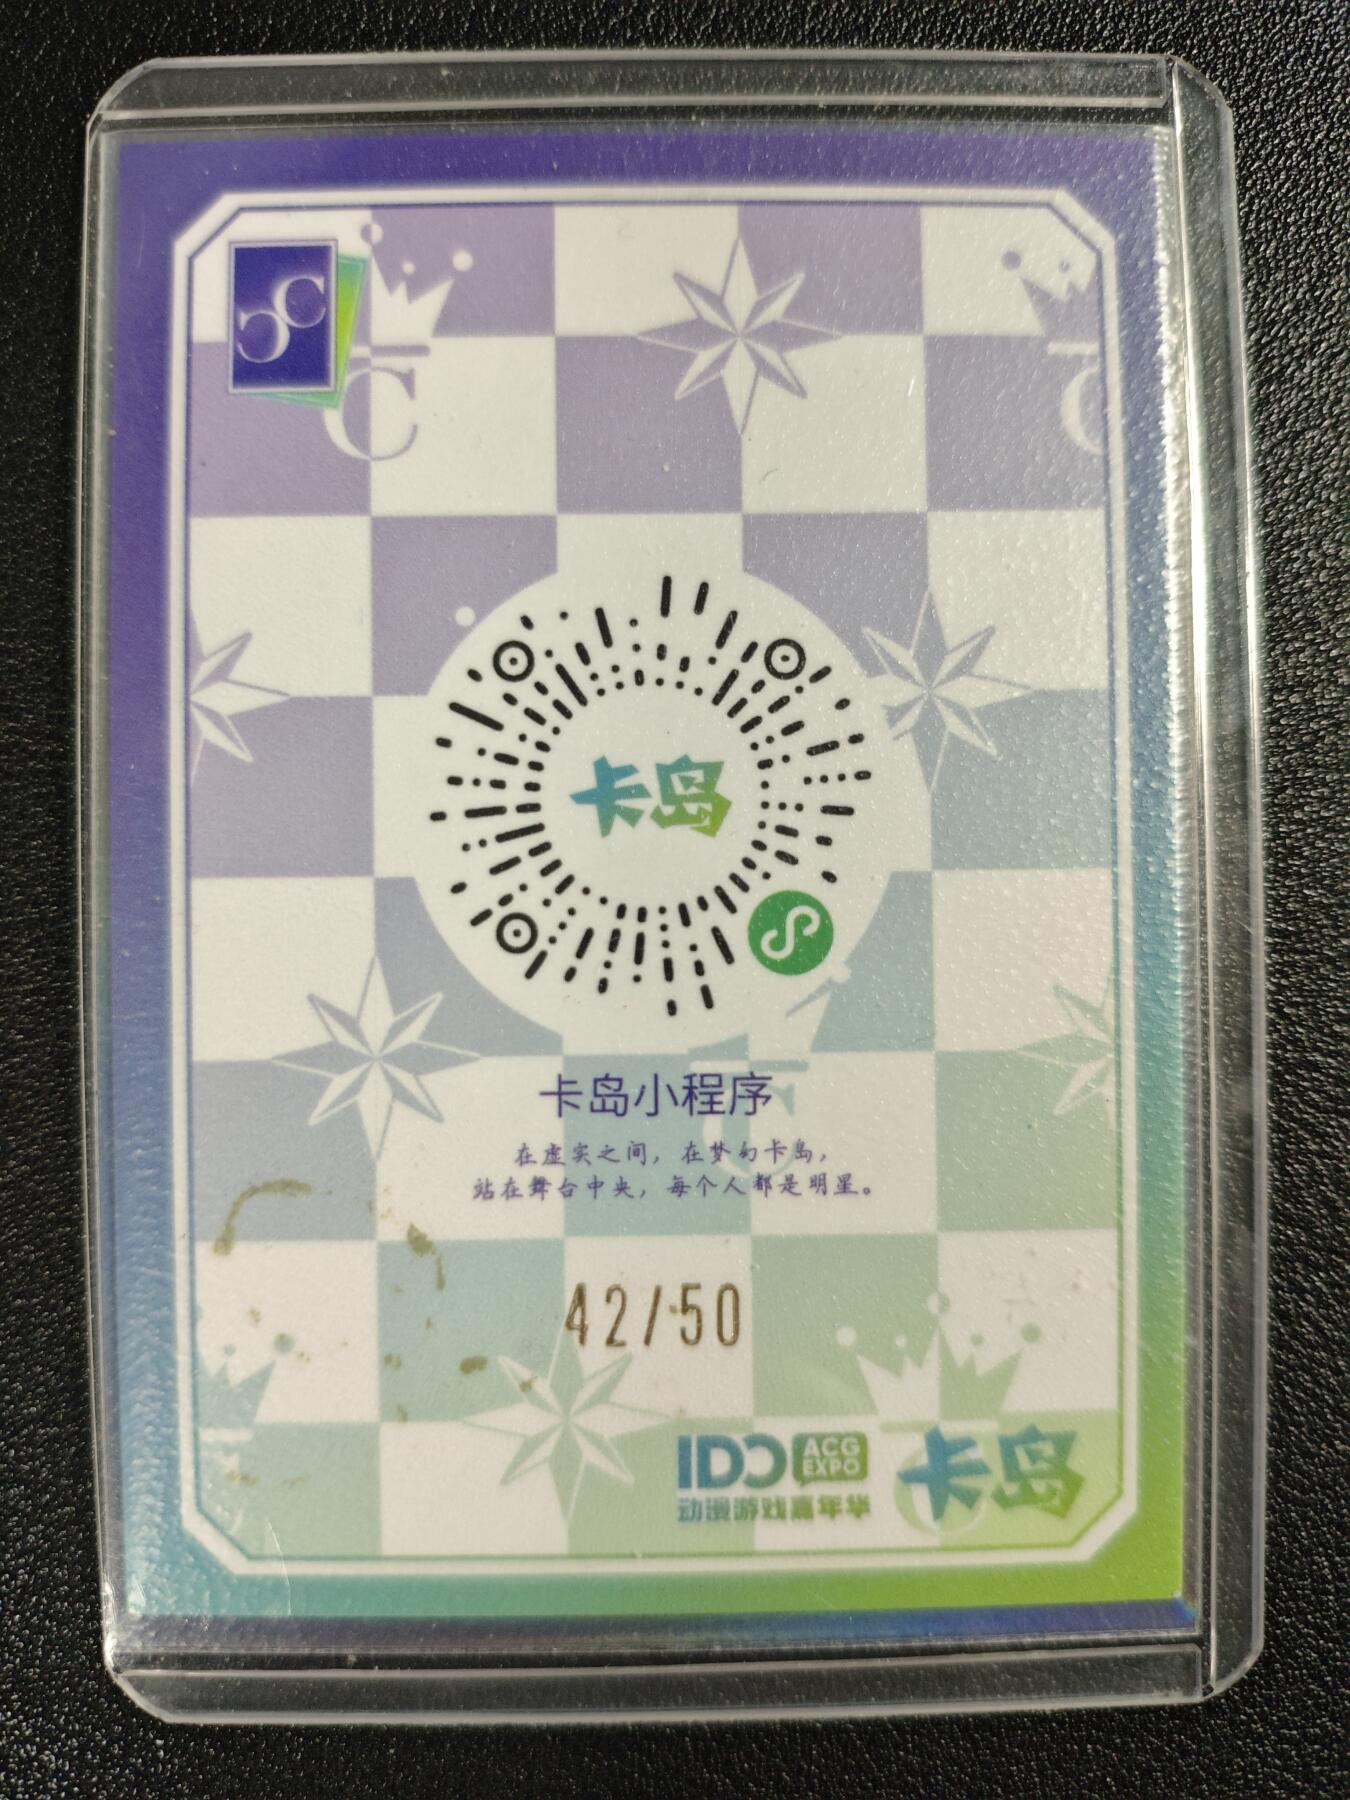 C
C
C
C
卡岛
卡岛小程序
在虚实之间，在梦幻卡岛，
站在舞台中央，每个人都是明星。
42/50
IDO ACG EXPO
动漫游戏嘉年华
卡岛